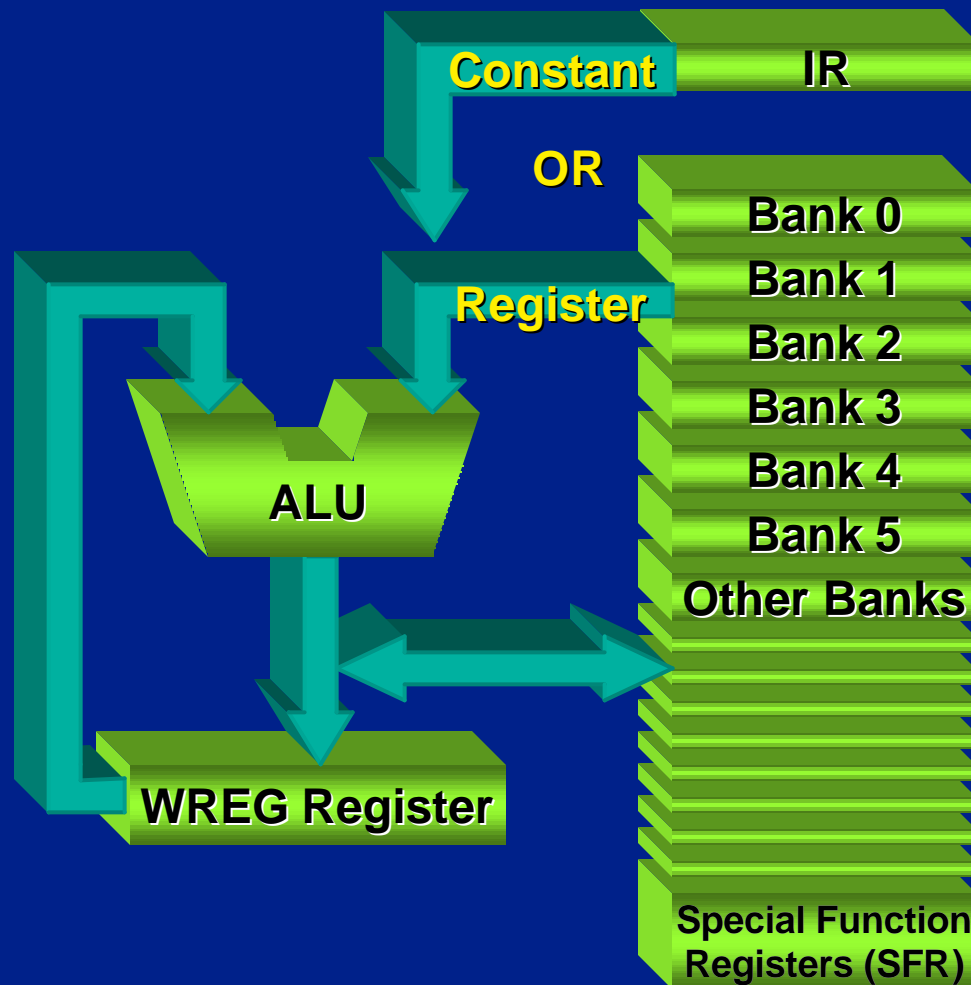 Constant
IR
OR
Bank 0
Bank 1
Register
Bank 2
Bank 3
Bank 4
ALU
Bank 5
Other Banks
WREG Register
Special Function
Registers (SFR)